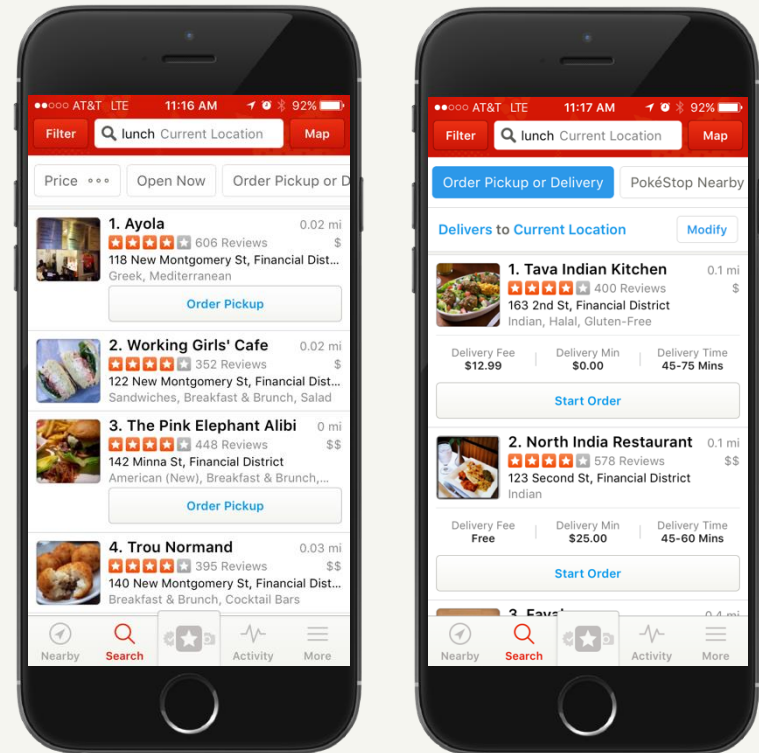 ●●○○○ AT&T LTE 11:16 AM 92%
Filter lunch Current Location Map
Price Open Now Order Pickup or D
1. Ayola 0.02 mi
606 Reviews $
118 New Montgomery St, Financial Dist...
Greek, Mediterranean
Order Pickup
2. Working Girls' Cafe 0.02 mi
352 Reviews $
122 New Montgomery St, Financial Dist...
Sandwiches, Breakfast & Brunch, Salad
3. The Pink Elephant Alibi 0 mi
448 Reviews $$
142 Minna St, Financial District
American (New), Breakfast & Brunch,...
Order Pickup
4. Trou Normand 0.03 mi
395 Reviews $$
140 New Montgomery St, Financial Dist...
Breakfast & Brunch, Cocktail Bars
Nearby Search Activity More
●●○○○ AT&T LTE 11:17 AM 92%
Filter lunch Current Location Map
Order Pickup or Delivery PokéStop Nearby
Delivers to Current Location Modify
1. Tava Indian Kitchen 0.1 mi
400 Reviews $
163 2nd St, Financial District
Indian, Halal, Gluten-Free
Delivery Fee Delivery Min Delivery Time
$12.99 $0.00 45-75 Mins
Start Order
2. North India Restaurant 0.1 mi
578 Reviews $$
123 Second St, Financial District
Indian
Delivery Fee Delivery Min Delivery Time
Free $25.00 45-60 Mins
Start Order
3. 0.4 mi
Nearby Search Activity More